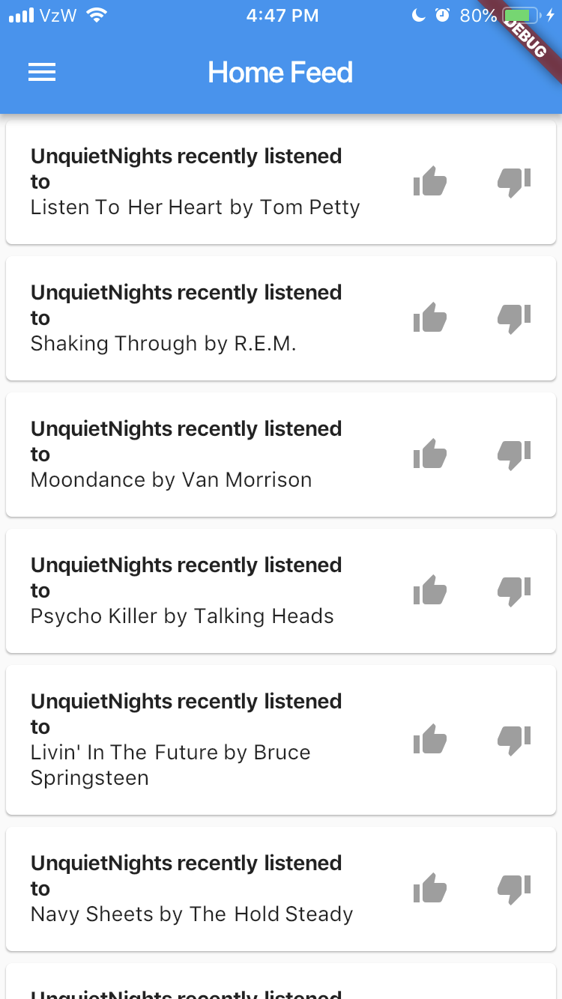 VzW 4:47 PM 80%
DEBUG
Home Feed
UnquietNights recently listened
to
Listen To Her Heart by Tom Petty
UnquietNights recently listened
to
Shaking Through by R.E.M.
UnquietNights recently listened
to
Moondance by Van Morrison
UnquietNights recently listened
to
Psycho Killer by Talking Heads
UnquietNights recently listened
to
Livin' In The Future by Bruce
Springsteen
UnquietNights recently listened
to
Navy Sheets by The Hold Steady
UnquietNights recently listened